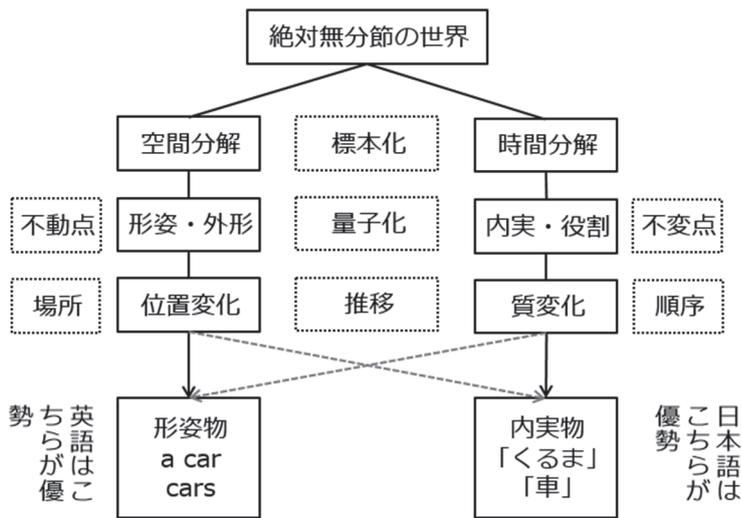 絶対無分節の世界
空間分解
標本化
時間分解
不動点
形姿・外形
量子化
内実・役割
不変点
場所
位置変化
推移
質変化
順序
英語はこ
ちらが優
勢
形姿物
a car
cars
内実物
「くるま」
「車」
日本語は
こちらが
優勢